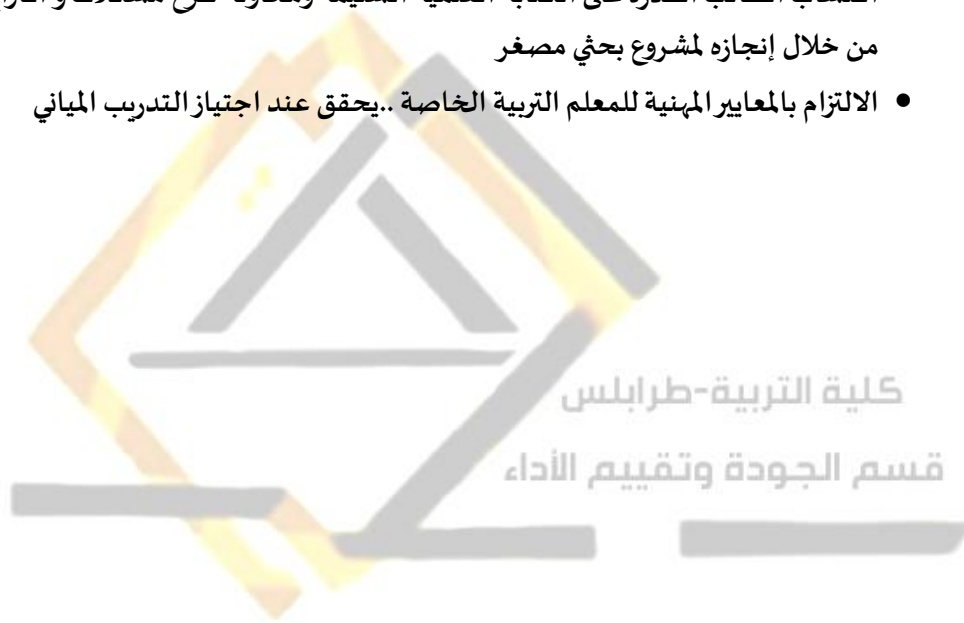 من خلال إنجازه لمشروع بحثي مصغر
• الالتزام بالمعايير المهنية للمعلم التربية الخاصة ..يحقق عند اجتياز التدريب المياني
كلية التربية-طرابلس
قسم الجودة وتقييم الأداء